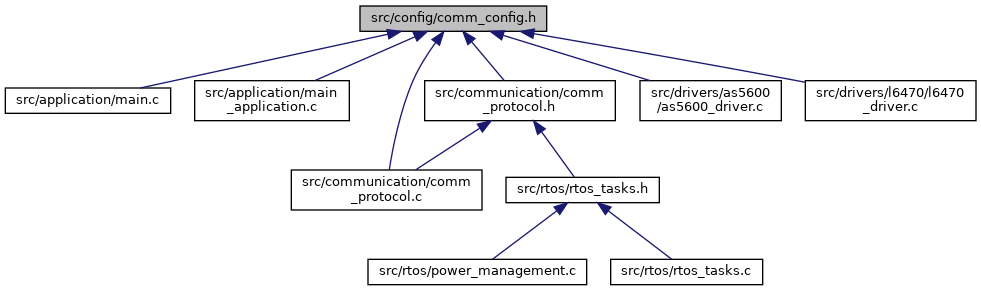 src/config/comm_config.h
src/application/main.c
src/application/main
_application.c
src/communication/comm
_protocol.h
src/drivers/as5600
/as5600_driver.c
src/drivers/l6470/l6470
_driver.c
src/communication/comm
_protocol.c
src/rtos/rtos_tasks.h
src/rtos/power_management.c
src/rtos/rtos_tasks.c